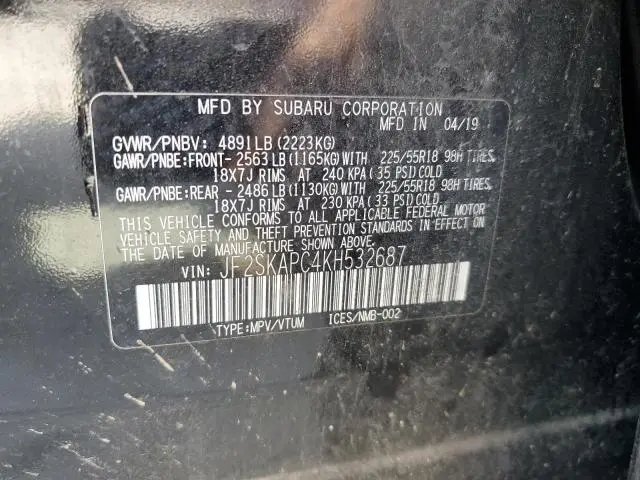 MFD BY SUBARU CORPORATION
MFD IN 04/19
GVWR/PNBV: 4891LB (2223KG)
GAWR/PNBE:FRONT- 2563 LB (1165KG) WITH 225/55R18 98H TIRES,
18X7J RIMS AT 240 KPA (35 PSI) COLD
GAWR/PNBE:REAR - 2486 LB (1130KG) WITH 225/55R18 98H TIRES,
18X7J RIMS AT 230 KPA (33 PSI) COLD
THIS VEHICLE CONFORMS TO ALL APPLICABLE FEDERAL MOTOR
VEHICLE SAFETY AND THEFT PREVENTION STANDARDS IN EFFECT ON
THE DATE OF MANUFACTURE SHOWN ABOVE.
VIN: JF2SKAPC4KH532687
TYPE:MPV/VTUM ICES/NMB-002